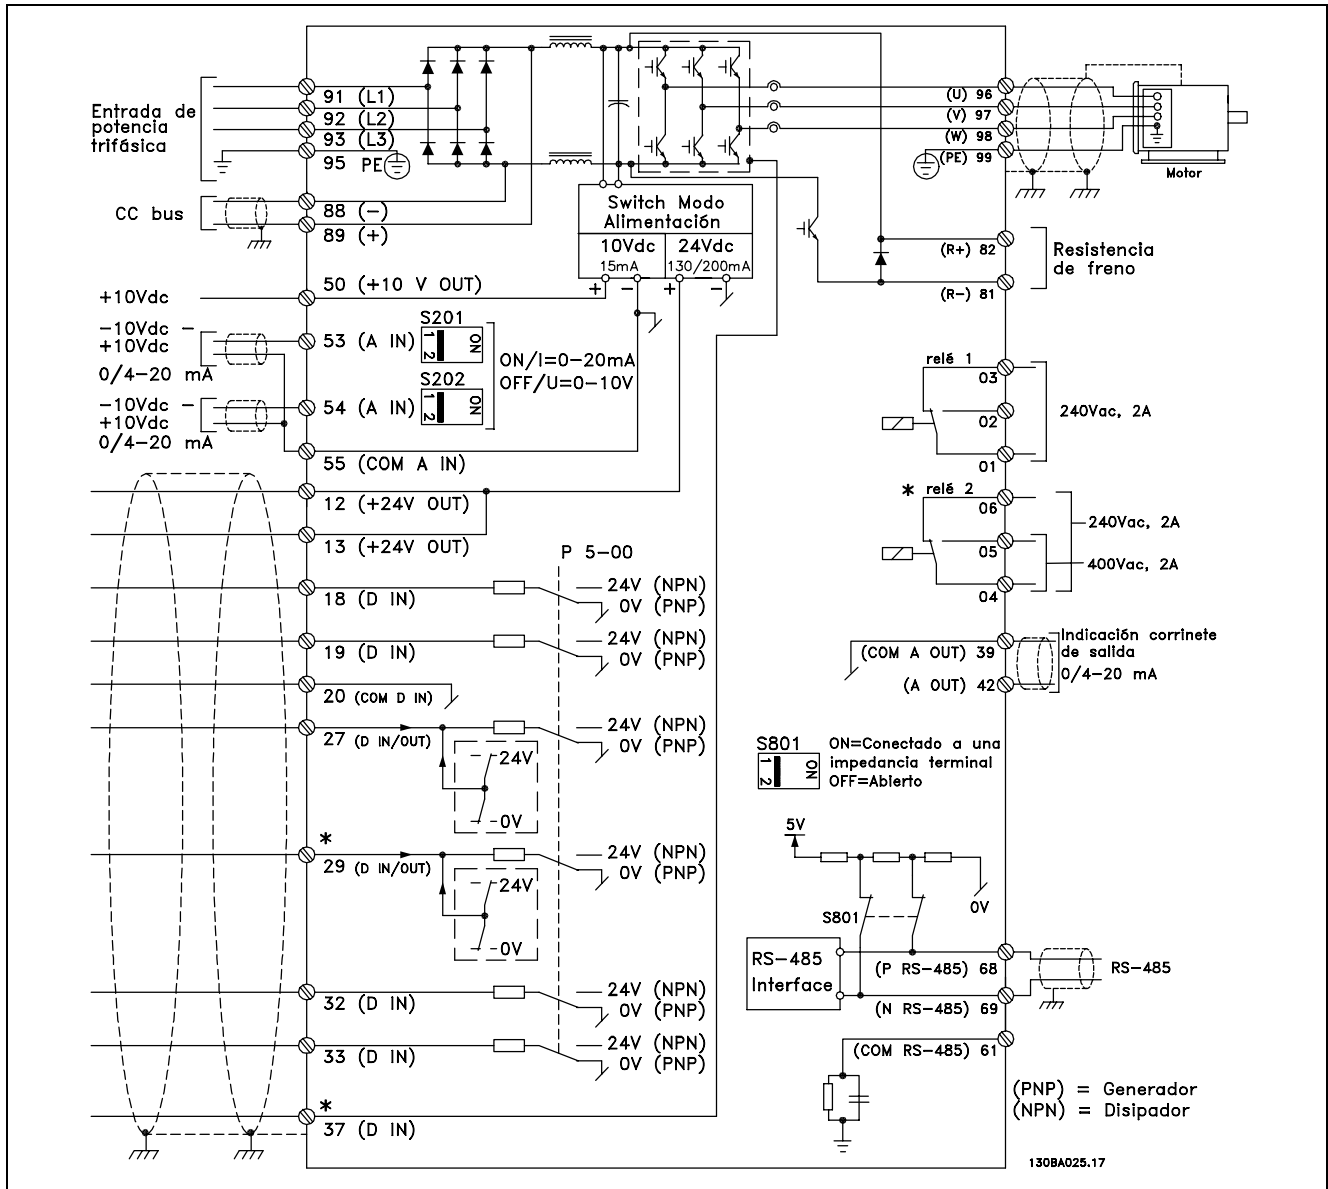 Entrada de
potencia
trifásica
91 (L1)
92 (L2)
93 (L3)
95 PE
CC bus
88 (-)
89 (+)
Switch Modo
Alimentación
10Vdc
15mA
24Vdc
130/200mA
+ - + -
+10Vdc
50 (+10 V OUT)
-10Vdc -
+10Vdc
0/4-20 mA
53 (A IN)
S201
1 2
ON
ON/I=0-20mA
OFF/U=0-10V
S202
1 2
ON
-10Vdc -
+10Vdc
0/4-20 mA
54 (A IN)
55 (COM A IN)
12 (+24V OUT)
13 (+24V OUT)
P 5-00
18 (D IN)
24V (NPN)
0V (PNP)
19 (D IN)
24V (NPN)
0V (PNP)
20 (COM D IN)
27 (D IN/OUT)
24V (NPN)
0V (PNP)
24V
0V
*
29 (D IN/OUT)
24V (NPN)
0V (PNP)
24V
0V
32 (D IN)
24V (NPN)
0V (PNP)
33 (D IN)
24V (NPN)
0V (PNP)
*
37 (D IN)
(U) 96
(V) 97
(W) 98
(PE) 99
Motor
(R+) 82
(R-) 81
Resistencia
de freno
relé 1
03
02
01
240Vac, 2A
* relé 2
06
05
04
240Vac, 2A
400Vac, 2A
(COM A OUT) 39
(A OUT) 42
Indicación corrinete
de salida
0/4-20 mA
S801
1 2
ON
ON=Conectado a una
impedancia terminal
OFF=Abierto
5V
0V
S801
RS-485
Interface
(P RS-485) 68
(N RS-485) 69
RS-485
(COM RS-485) 61
(PNP) = Generador
(NPN) = Disipador
130BA025.17